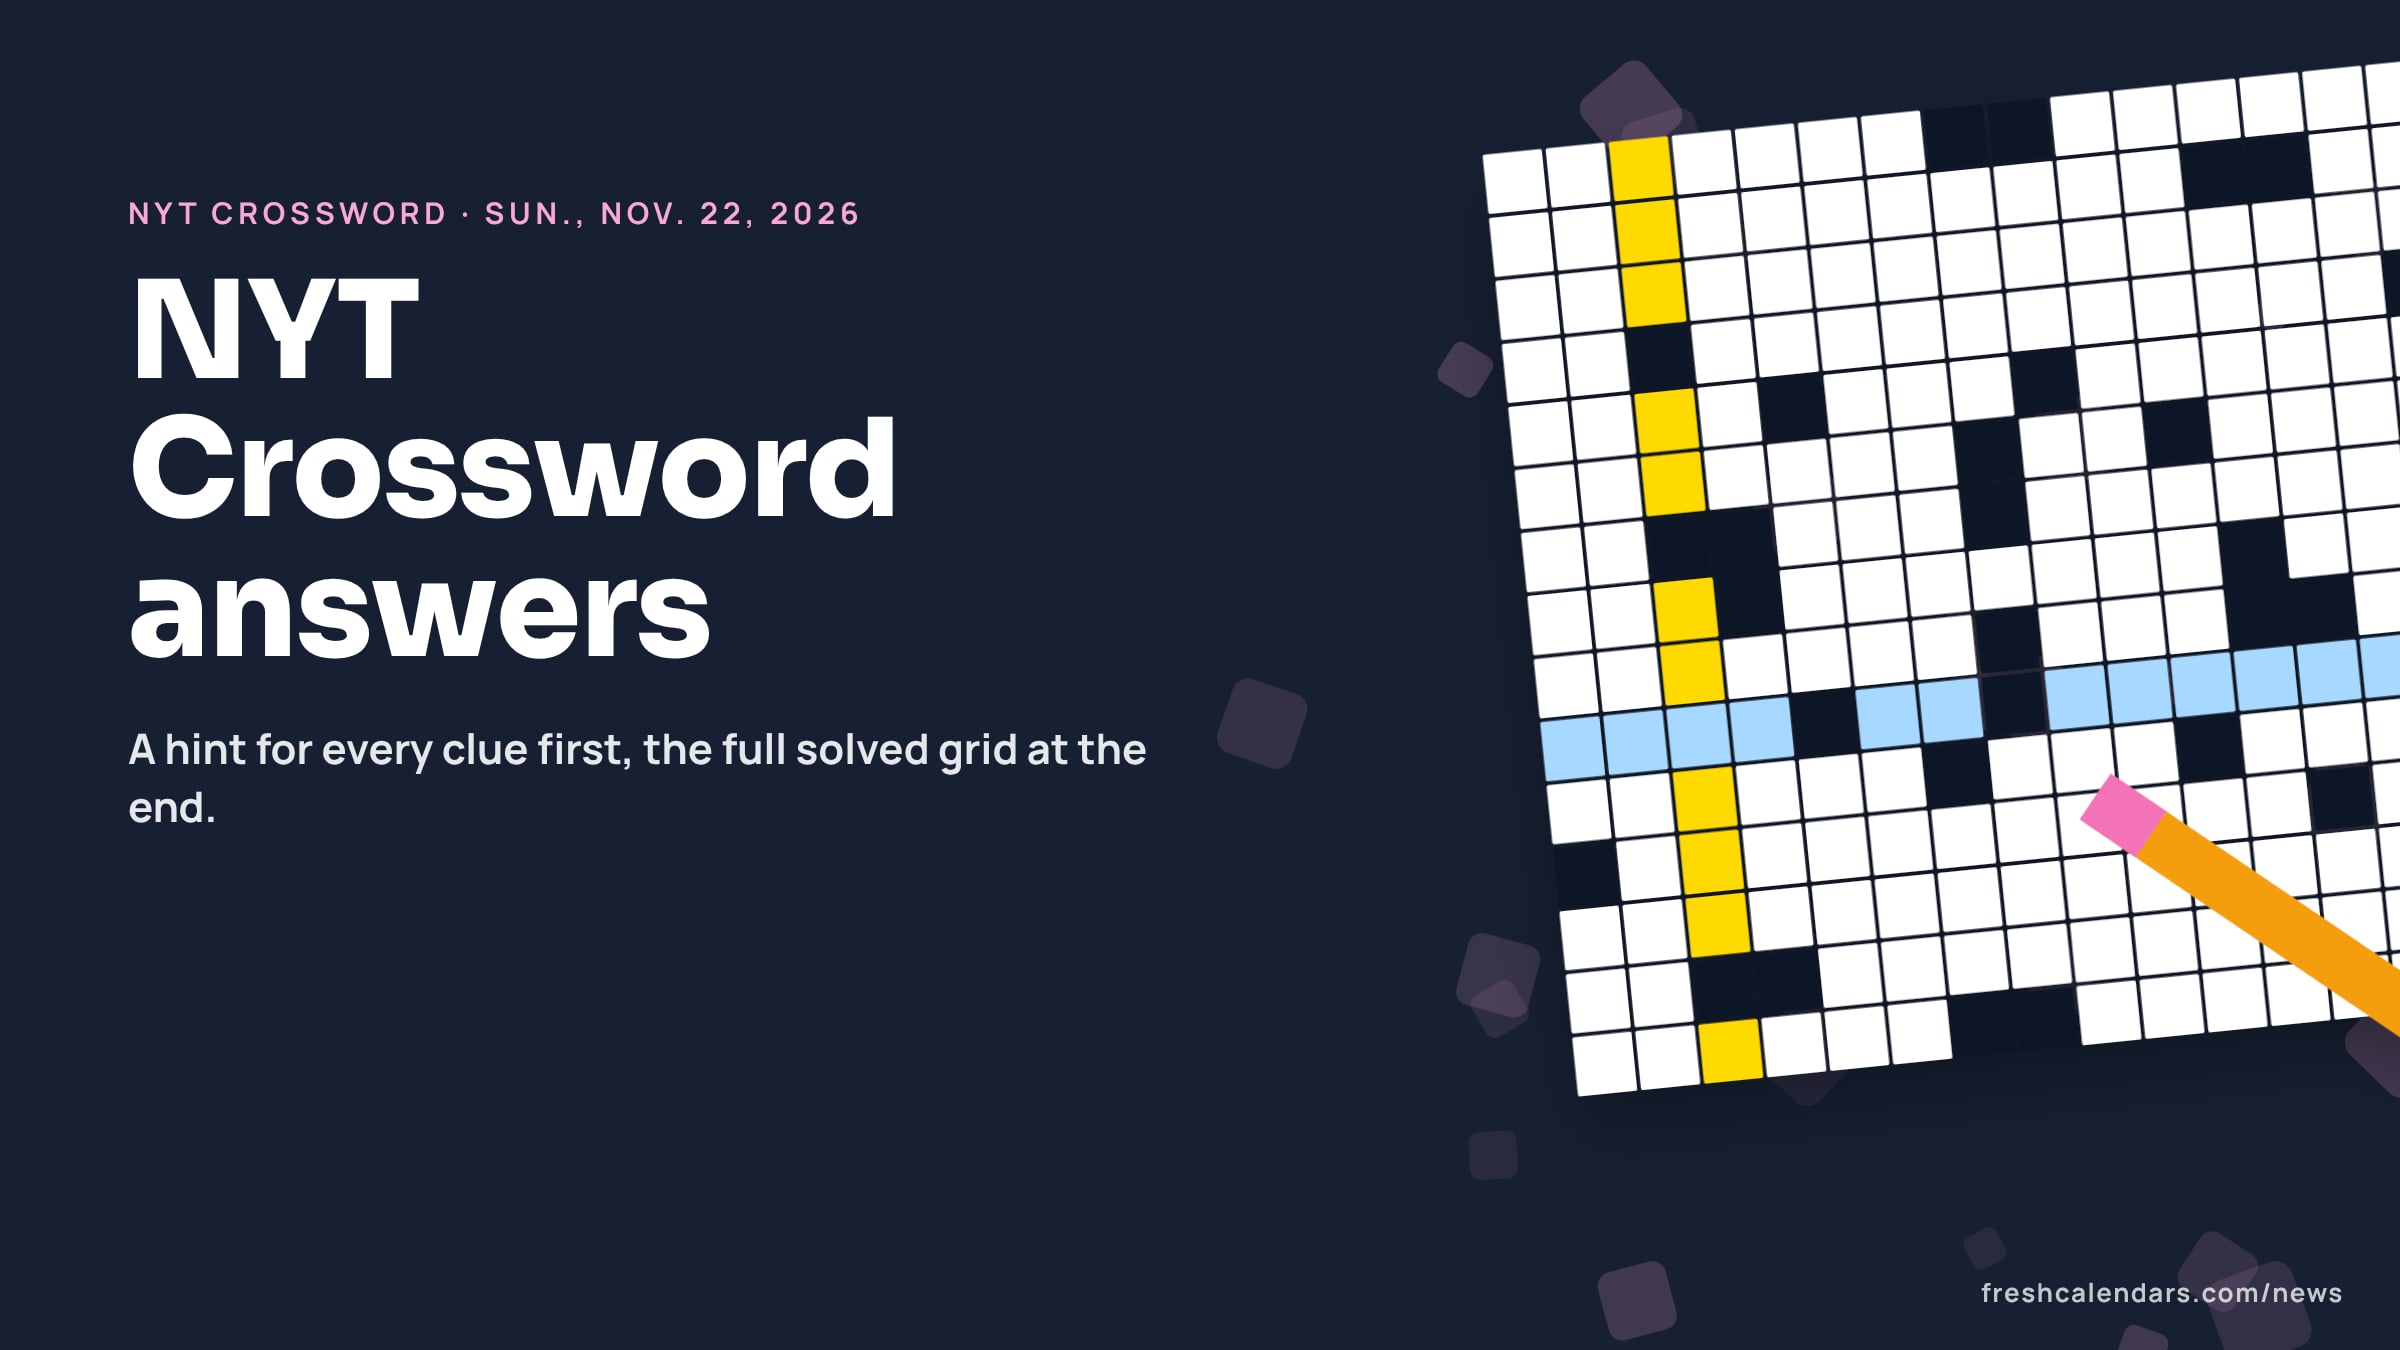 NYT CROSSWORD · SUN., NOV. 22, 2026
NYT
Crossword
answers
A hint for every clue first, the full solved grid at the
end.
freshcalendars.com/news